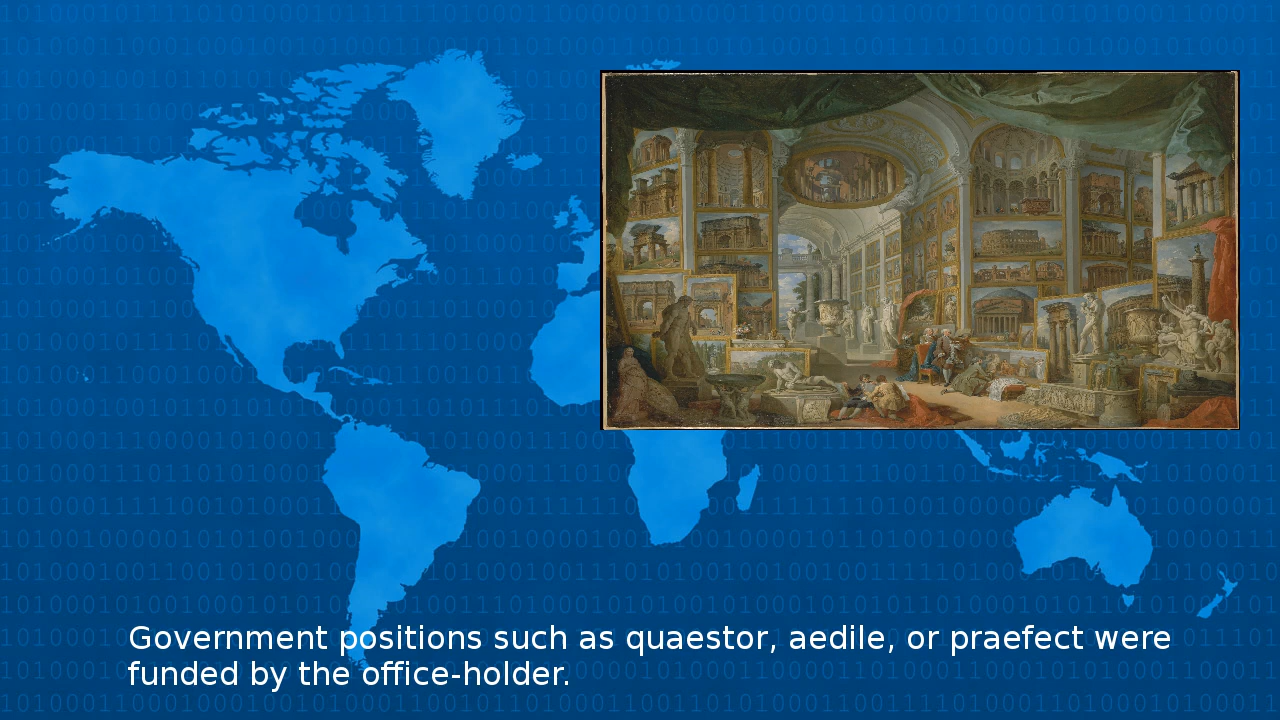 Government positions such as quaestor, aedile, or praefect were
funded by the office-holder.